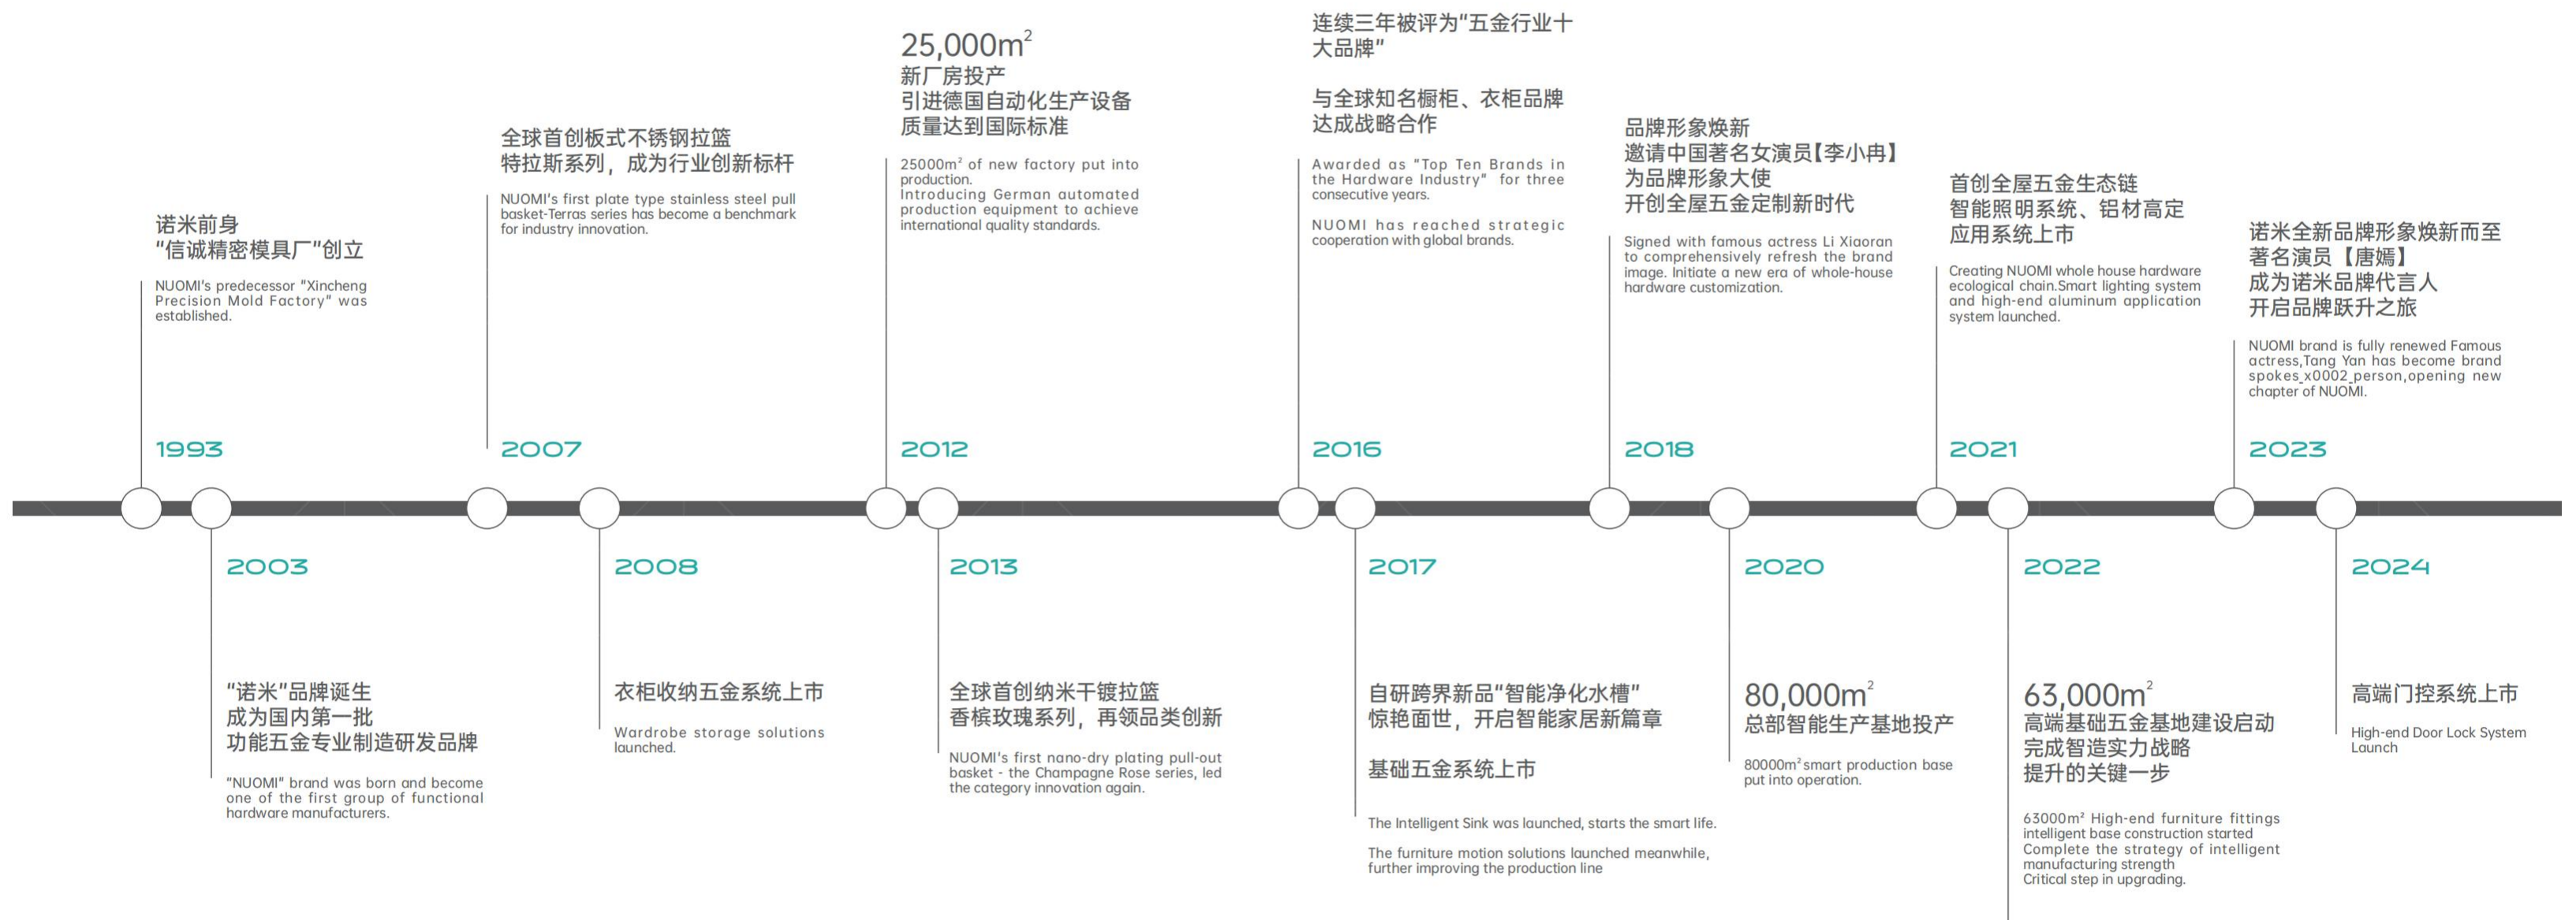 1993
诺米前身
“信诚精密模具厂”创立
NUOMI's predecessor "Xincheng
Precision Mold Factory" was
established.
2003
“诺米”品牌诞生
成为国内第一批
功能五金专业制造研发品牌
"NUOMI" brand was born and become
one of the first group of functional
hardware manufacturers.
2007
全球首创板式不锈钢拉篮
特拉斯系列，成为行业创新标杆
NUOMI's first plate type stainless steel pull
basket-Terras series has become a benchmark
for industry innovation.
2008
衣柜收纳五金系统上市
Wardrobe storage solutions
launched.
2012
25,000m²
新厂房投产
引进德国自动化生产设备
质量达到国际标准
25000m² of new factory put into
production.
Introducing German automated
production equipment to achieve
international quality standards.
2013
全球首创纳米干镀拉篮
香槟玫瑰系列，再领品类创新
NUOMI's first nano-dry plating pull-out
basket - the Champagne Rose series, led
the category innovation again.
2016
连续三年被评为“五金行业十
大品牌”
与全球知名橱柜、衣柜品牌
达成战略合作
Awarded as "Top Ten Brands in
the Hardware Industry" for three
consecutive years.
NUOMI has reached strategic
cooperation with global brands.
2017
自研跨界新品“智能净化水槽”
惊艳面世，开启智能家居新篇章
基础五金系统上市
The Intelligent Sink was launched, starts the smart life.
The furniture motion solutions launched meanwhile,
further improving the production line
2018
品牌形象焕新
邀请中国著名女演员【李小冉】
为品牌形象大使
开创全屋五金定制新时代
Signed with famous actress Li Xiaoran
to comprehensively refresh the brand
image. Initiate a new era of whole-house
hardware customization.
2020
80,000m²
总部智能生产基地投产
80000m² smart production base
put into operation.
2021
首创全屋五金生态链
智能照明系统、铝材高定
应用系统上市
Creating NUOMI whole house hardware
ecological chain.Smart lighting system
and high-end aluminum application
system launched.
2022
63,000m²
高端基础五金基地建设启动
完成智造实力战略
提升的关键一步
63000m² High-end furniture fittings
intelligent base construction started
Complete the strategy of intelligent
manufacturing strength
Critical step in upgrading.
2023
诺米全新品牌形象焕新而至
著名演员【唐嫣】
成为诺米品牌代言人
开启品牌跃升之旅
NUOMI brand is fully renewed Famous
actress,Tang Yan has become brand
spokes_x0002_person,opening new
chapter of NUOMI.
2024
高端门控系统上市
High-end Door Lock System
Launch